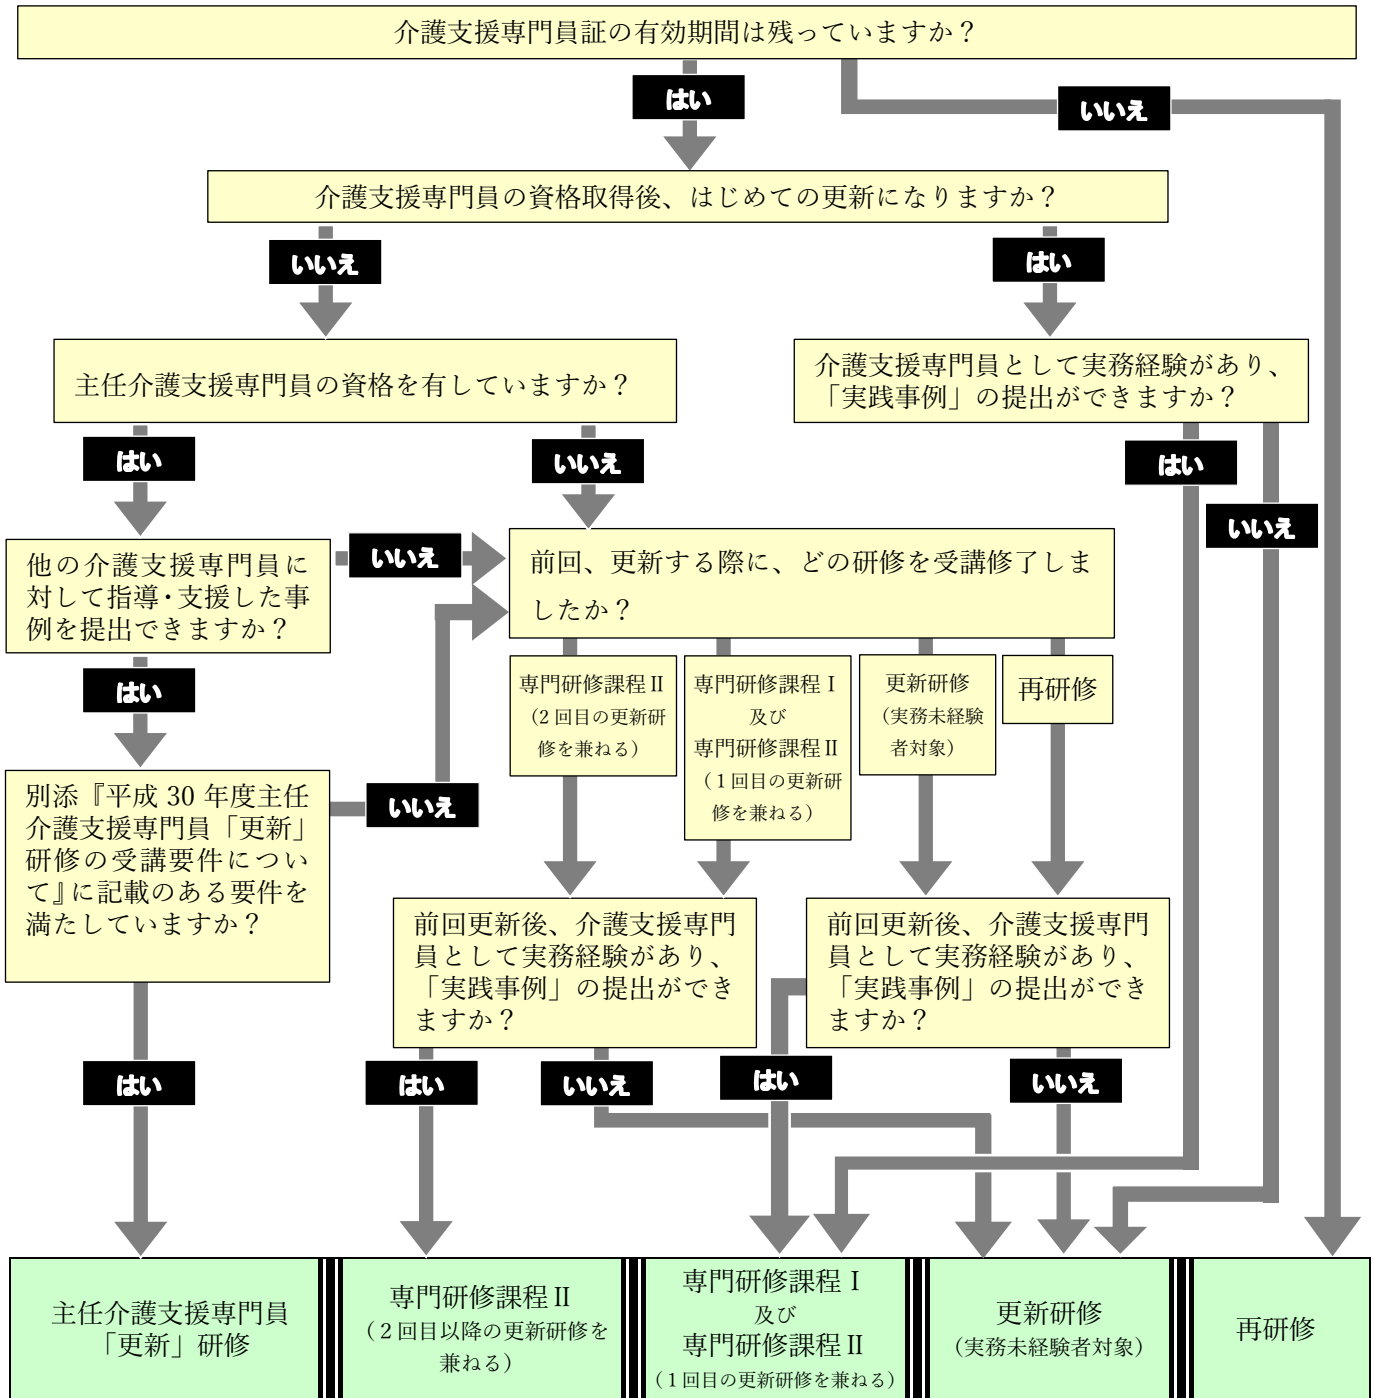 介護支援専門員証の有効期間は残っていますか？
はい
いいえ
介護支援専門員の資格取得後、はじめての更新になりますか？
いいえ
はい
主任介護支援専門員の資格を有していますか？
介護支援専門員として実務経験があり、
「実践事例」の提出ができますか？
はい
いいえ
はい
いいえ
他の介護支援専門員に
対して指導・支援した事
例を提出できますか？
いいえ
前回、更新する際に、どの研修を受講修了しま
したか？
はい
専門研修課程Ⅱ
（2回目の更新研
修を兼ねる）
専門研修課程Ⅰ
及び
専門研修課程Ⅱ
（1回目の更新研
修を兼ねる）
更新研修
（実務未経験
者対象）
再研修
別添『平成 30 年度主任
介護支援専門員「更新」
研修の受講要件につい
て』に記載のある要件を
満たしていますか？
いいえ
前回更新後、介護支援専門
員として実務経験があり、
「実践事例」の提出ができ
ますか？
前回更新後、介護支援専門
員として実務経験があり、
「実践事例」の提出ができ
ますか？
はい
はい
いいえ
はい
いいえ
主任介護支援専門員
「更新」研修
専門研修課程Ⅱ
（2回目以降の更新研修を
兼ねる）
専門研修課程Ⅰ
及び
専門研修課程Ⅱ
（1回目の更新研修を兼ねる）
更新研修
（実務未経験者対象）
再研修